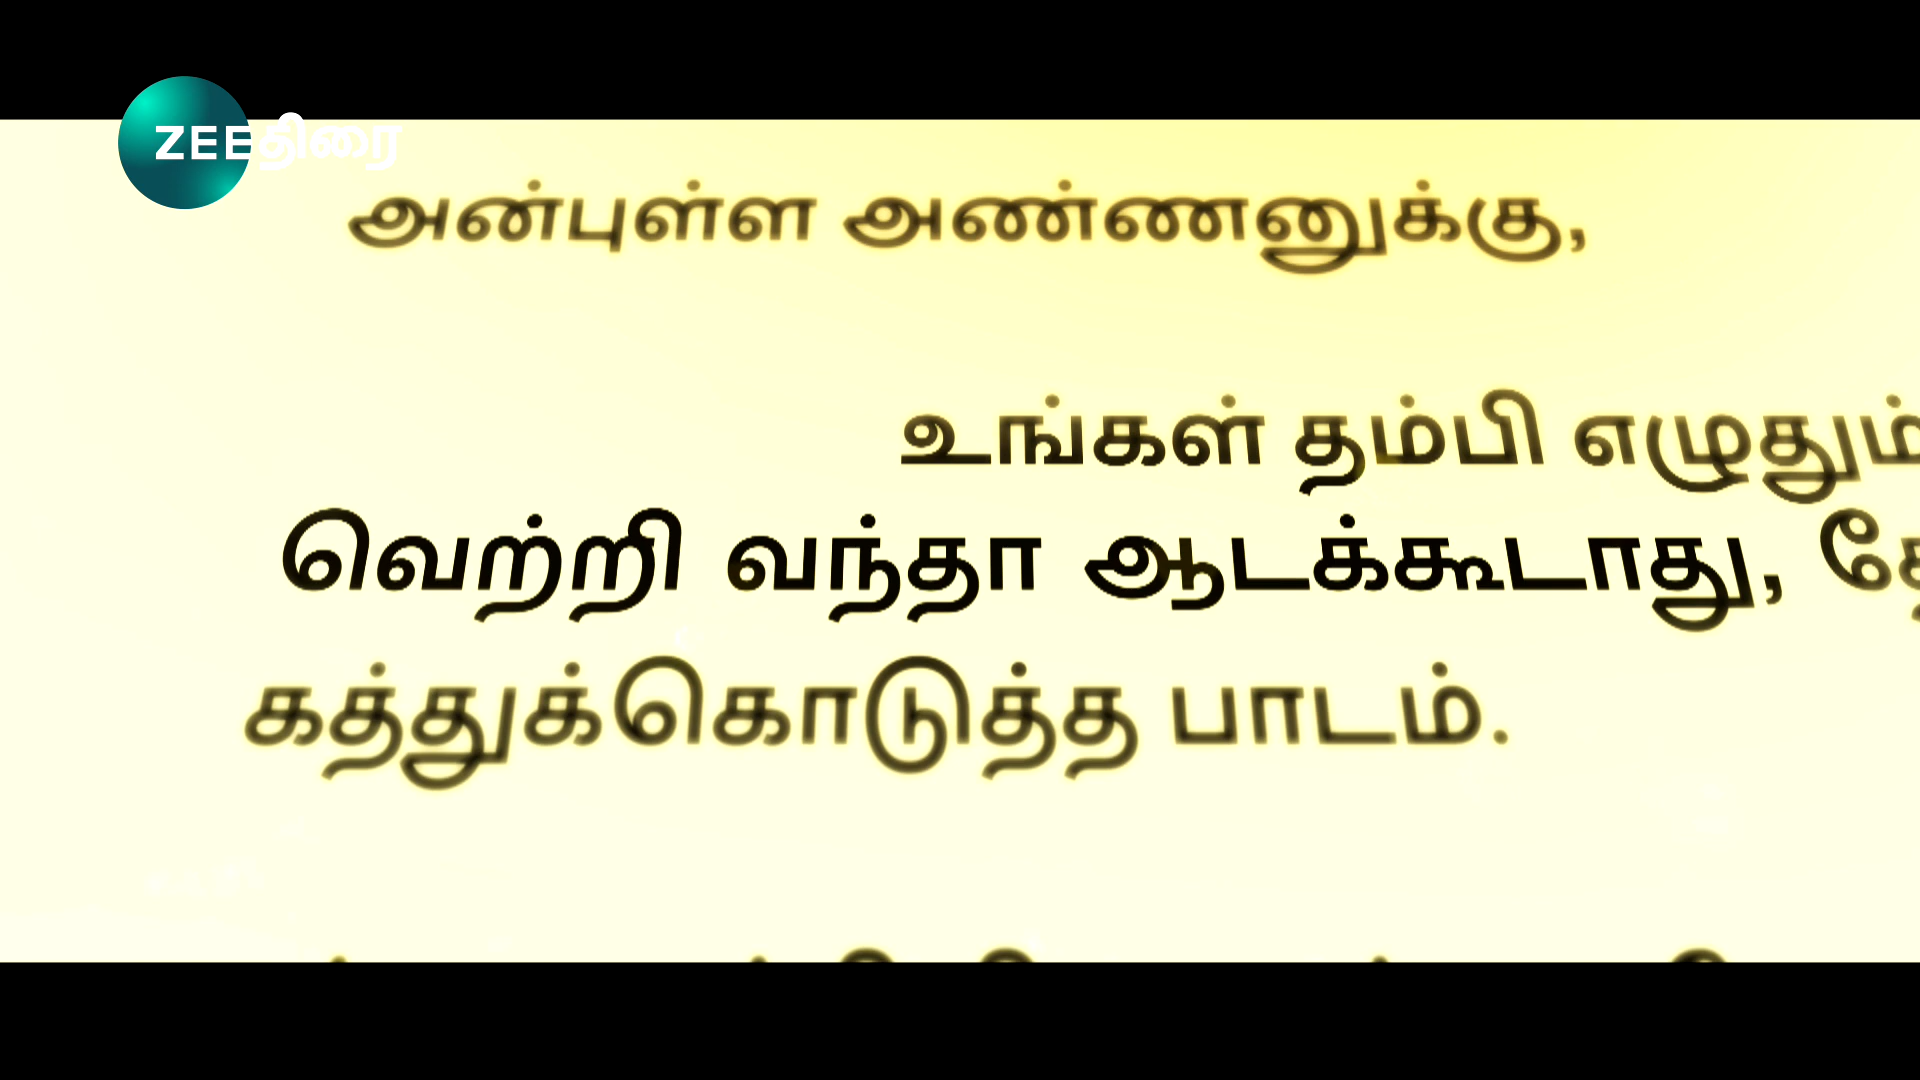 ZEEதிரை
அன்புள்ள அண்ணனுக்கு,
உங்கள் தம்பி எழுதும்
வெற்றி வந்தா ஆடக்கூடாது,
கத்துக்கொடுத்த பாடம்.